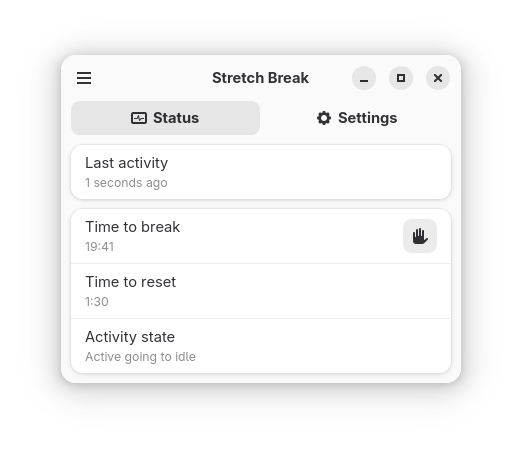 Stretch Break
Status
Settings
Last activity
1 seconds ago
Time to break
19:41
Time to reset
1:30
Activity state
Active going to idle